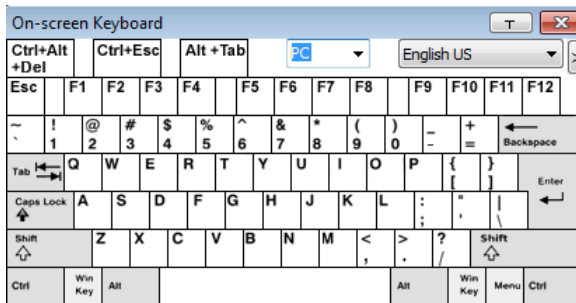 On-screen Keyboard T X
Ctrl+Alt +Del Ctrl+Esc Alt +Tab PC English US >
Esc F1 F2 F3 F4 F5 F6 F7 F8 F9 F10 F11 F12
~ ! @ # $ % ^ & * ( ) _ +
` 1 2 3 4 5 6 7 8 9 0 - = Backspace
Tab Q W E R T Y U I O P { }
[ ] Enter
Caps Lock A S D F G H J K L : " |
; ' \
Shift Z X C V B N M < > ? Shift
, . /
Ctrl Win Key Alt Alt Win Key Menu Ctrl